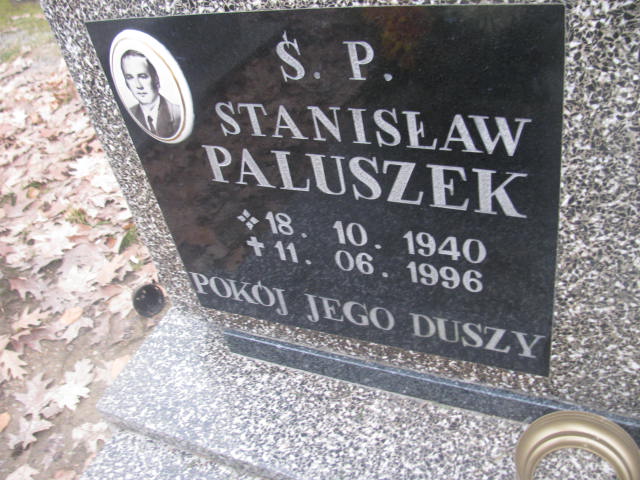 Ś. P.
STANISŁAW
PALUSZEK
18. 10. 1940
11. 06. 1996
POKÓJ JEGO DUSZY